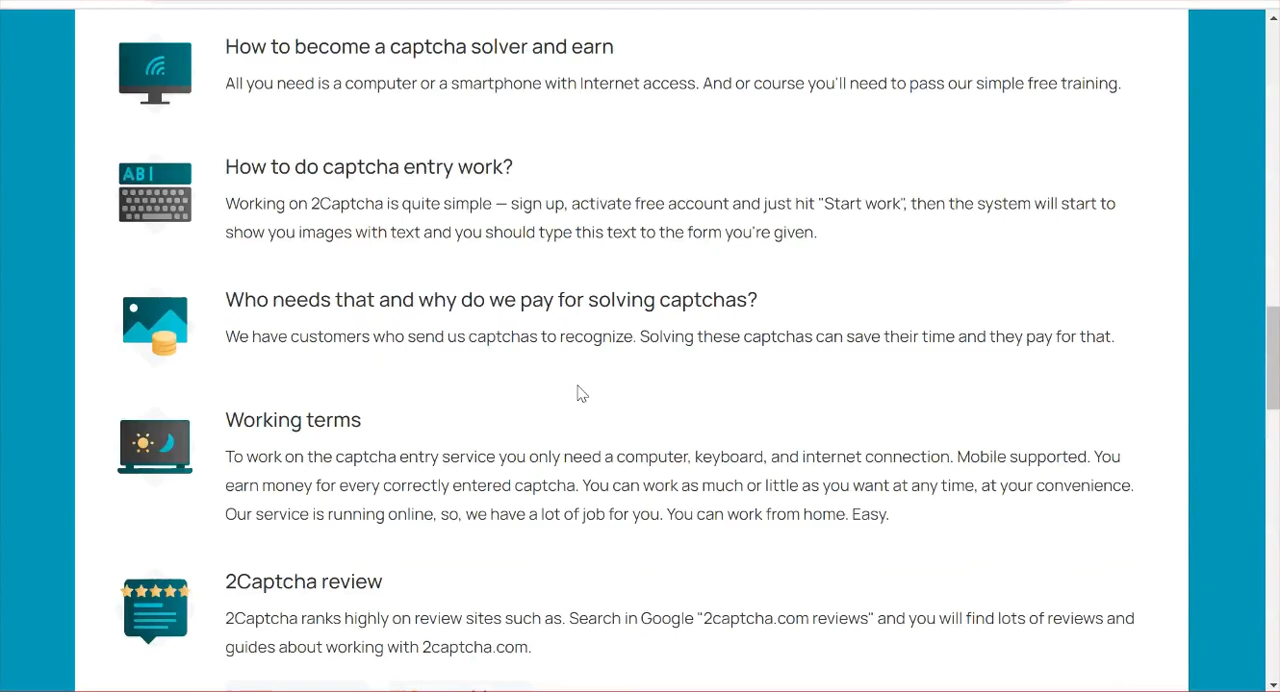 How to become a captcha solver and earn
All you need is a computer or a smartphone with Internet access. And or course you'll need to pass our simple free training.
AB
How to do captcha entry work?
Working on 2Captcha is quite simple — sign up, activate free account and just hit "Start work", then the system will start to
show you images with text and you should type this text to the form you're given.
Who needs that and why do we pay for solving captchas?
We have customers who send us captchas to recognize. Solving these captchas can save their time and they pay for that.
Working terms
To work on the captcha entry service you only need a computer, keyboard, and internet connection. Mobile supported. You
earn money for every correctly entered captcha. You can work as much or little as you want at any time, at your convenience.
Our service is running online, so, we have a lot of job for you. You can work from home. Easy.
2Captcha review
2Captcha ranks highly on review sites such as. Search in Google "2captcha.com reviews" and you will find lots of reviews and
guides about working with 2captcha.com.